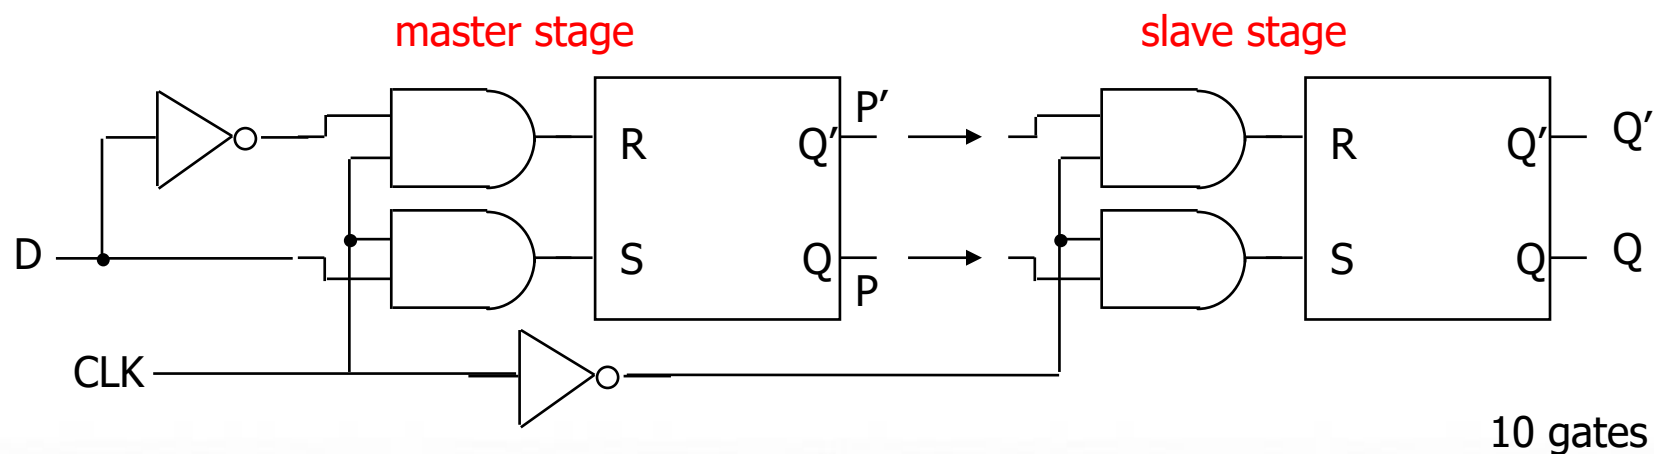 master stage
slave stage
R
Q’
P’
R
Q’
Q’
D
S
Q
P
S
Q
Q
CLK
10 gates